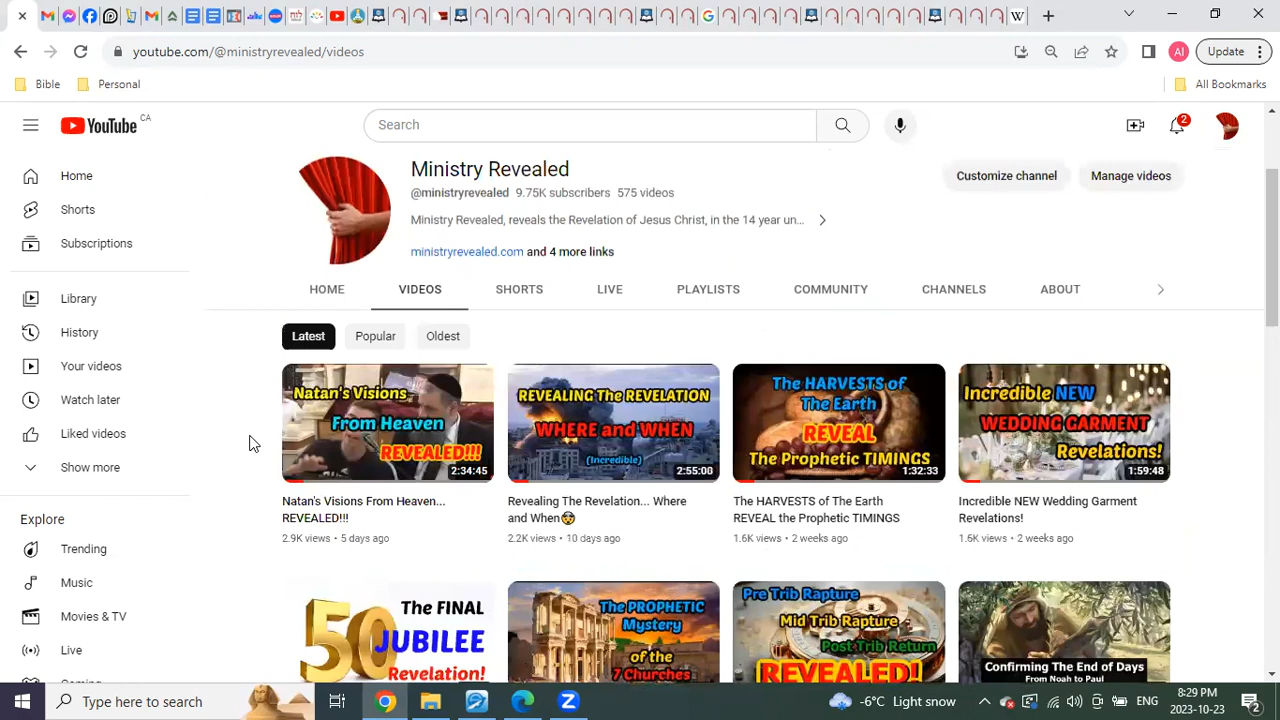 youtube.com/@ministryrevealed/videos
AI
Update
Bible
Personal
All Bookmarks
YouTube CA
Search
2
Home
Shorts
Subscriptions
Library
History
Your videos
Watch later
Liked videos
Show more
Explore
Trending
Music
Movies & TV
Live
Ministry Revealed
@ministryrevealed 9.75K subscribers 575 videos
Ministry Revealed, reveals the Revelation of Jesus Christ, in the 14 year un...
ministryrevealed.com and 4 more links
Customize channel
Manage videos
HOME
VIDEOS
SHORTS
LIVE
PLAYLISTS
COMMUNITY
CHANNELS
ABOUT
Latest
Popular
Oldest
Natan's Visions
From Heaven
REVEALED!!!
2:34:45
Natan's Visions From Heaven...
REVEALED!!!
2.9K views • 5 days ago
REVEALING The REVELATION
WHERE and WHEN
(Incredible)
2:55:00
Revealing The Revelation... Where
and When🤯
2.2K views • 10 days ago
The HARVESTS of
The Earth
REVEAL
The Prophetic TIMINGS
1:32:33
The HARVESTS of The Earth
REVEAL the Prophetic TIMINGS
1.6K views • 2 weeks ago
Incredible NEW
WEDDING GARMENT
Revelations!
1:59:48
Incredible NEW Wedding Garment
Revelations!
1.6K views • 2 weeks ago
50
The FINAL
JUBILEE
Revelation!
The PROPHETIC
Mystery
of the
7 Churches
Pre Trib Rapture
Mid Trib Rapture
Post Trib Return
REVEALED!
Confirming The End of Days
From Noah to Paul
Type here to search
-6°C Light snow
ENG
8:29 PM
2023-10-23
2